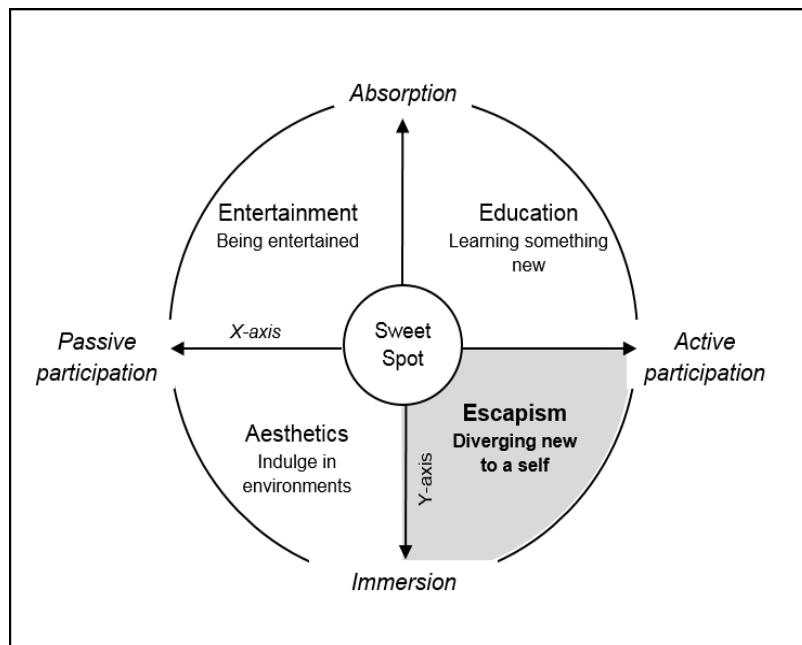 Absorption
Entertainment
Being entertained
Education
Learning something
new
X-axis
Passive
participation
Sweet
Spot
Active
participation
Aesthetics
Indulge in
environments
Y-axis
Escapism
Diverging new
to a self
Immersion